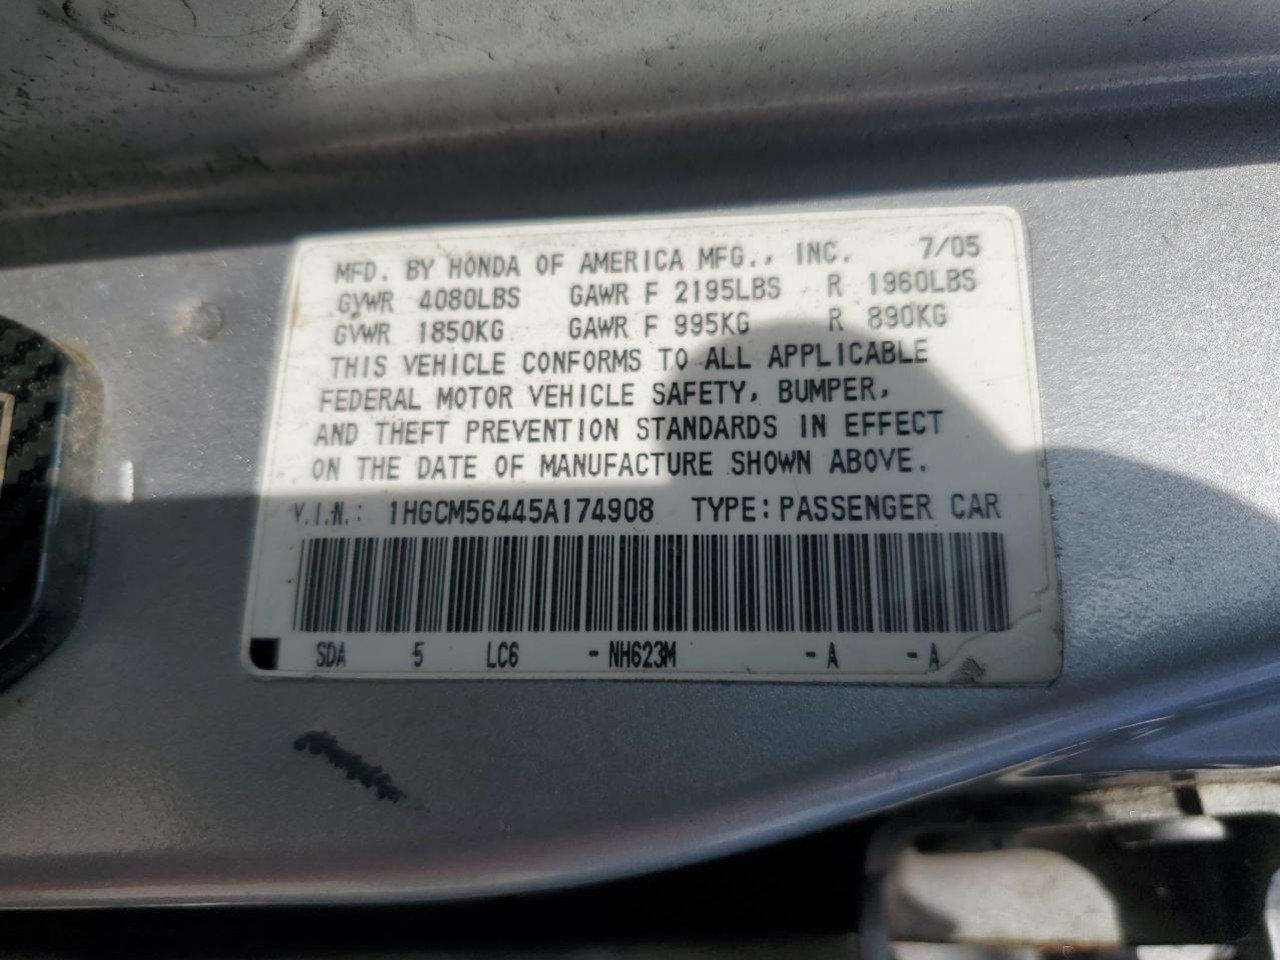 MFD. BY HONDA OF AMERICA MFG., INC. 7/05
GVWR 4080LBS GAWR F 2195LBS R 1960LBS
GVWR 1850KG GAWR F 995KG R 890KG
THIS VEHICLE CONFORMS TO ALL APPLICABLE
FEDERAL MOTOR VEHICLE SAFETY, BUMPER,
AND THEFT PREVENTION STANDARDS IN EFFECT
ON THE DATE OF MANUFACTURE SHOWN ABOVE.
V.I.N.: 1HGCM56445A174908 TYPE: PASSENGER CAR
SDA 5 LC6 - NH623M - A - A